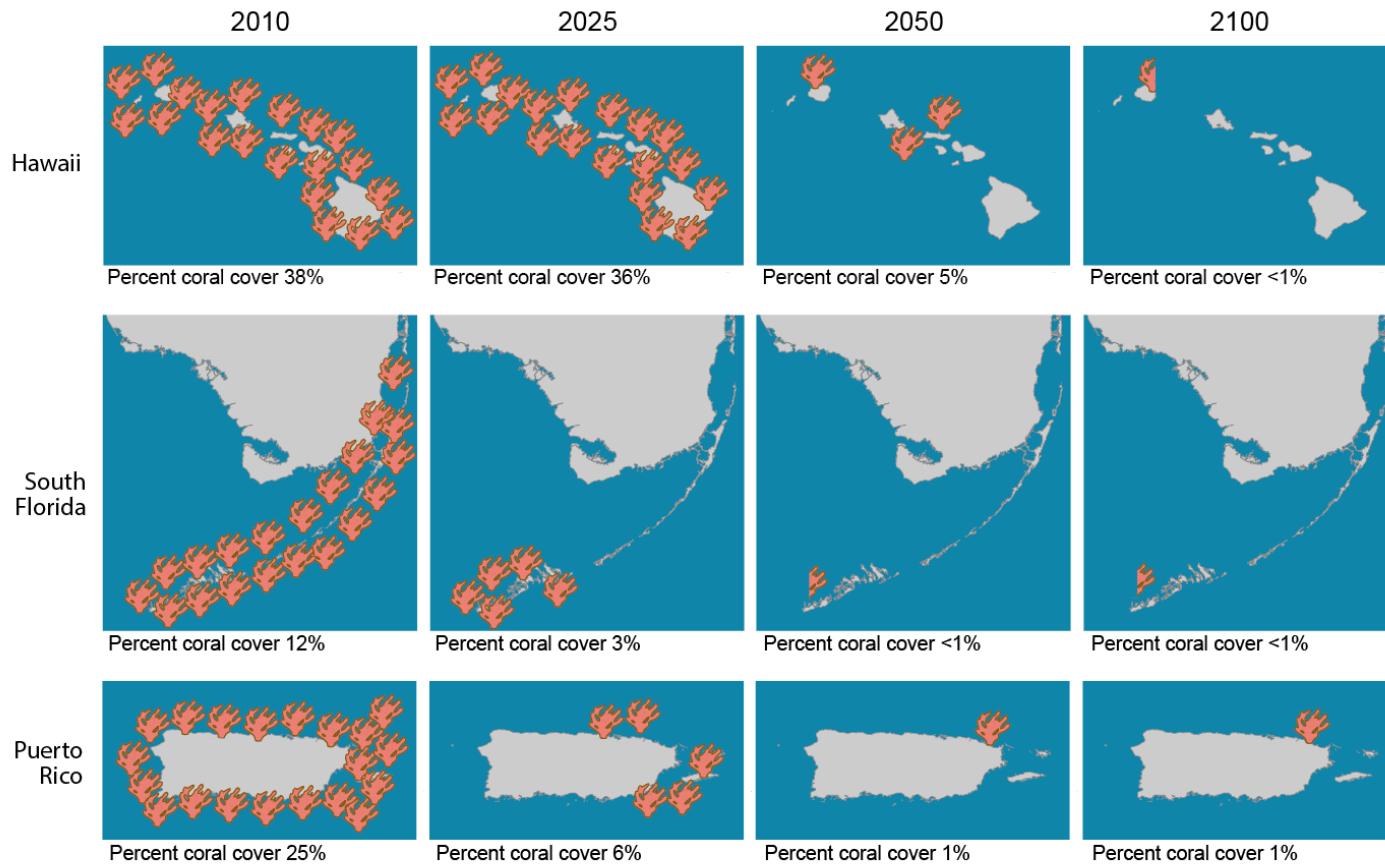 2010 2025 2050 2100
Hawaii
Percent coral cover 38% Percent coral cover 36% Percent coral cover 5% Percent coral cover <1%
South
Florida
Percent coral cover 12% Percent coral cover 3% Percent coral cover <1% Percent coral cover <1%
Puerto
Rico
Percent coral cover 25% Percent coral cover 6% Percent coral cover 1% Percent coral cover 1%